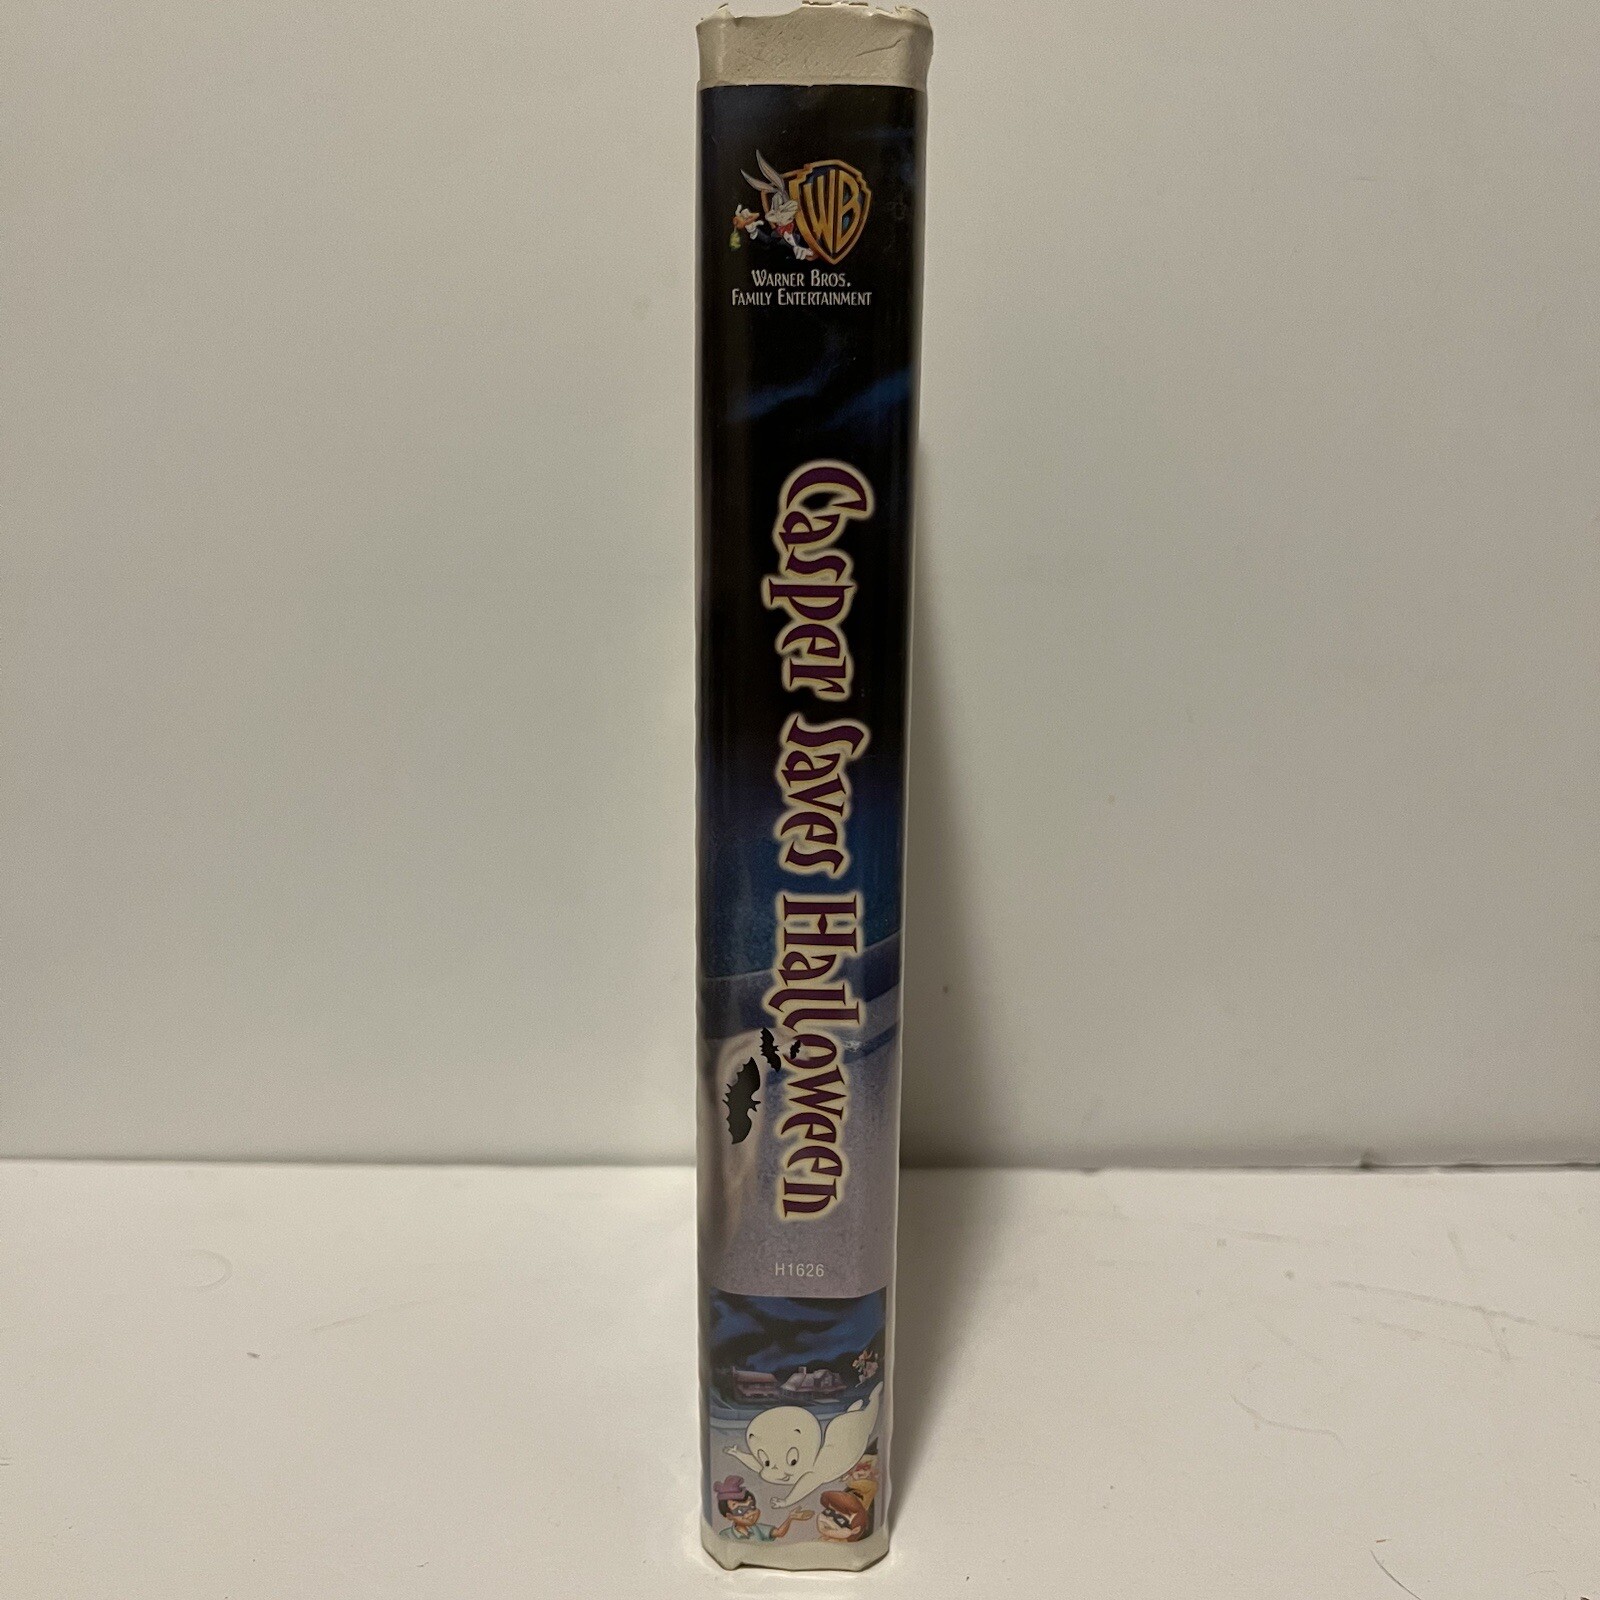 WB
WARNER BROS.
FAMILY ENTERTAINMENT
Casper Saves Halloween
H1626